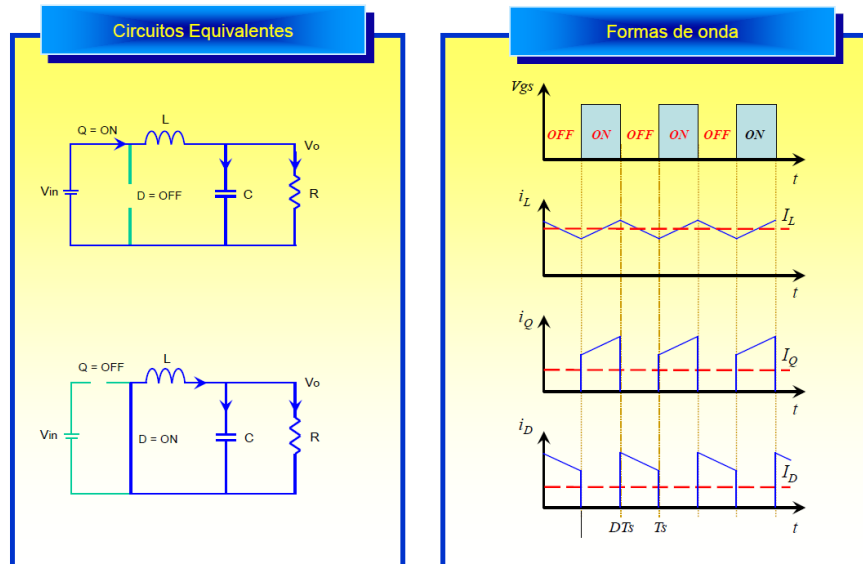 Circuitos Equivalentes
L
Q = ON
Vo
Vin
D = OFF
C
R
L
Q = OFF
Vo
Vin
D = ON
C
R
Formas de onda
Vgs
OFF ON OFF ON OFF ON
t
iL
IL
t
iQ
IQ
t
iD
ID
t
DTs Ts